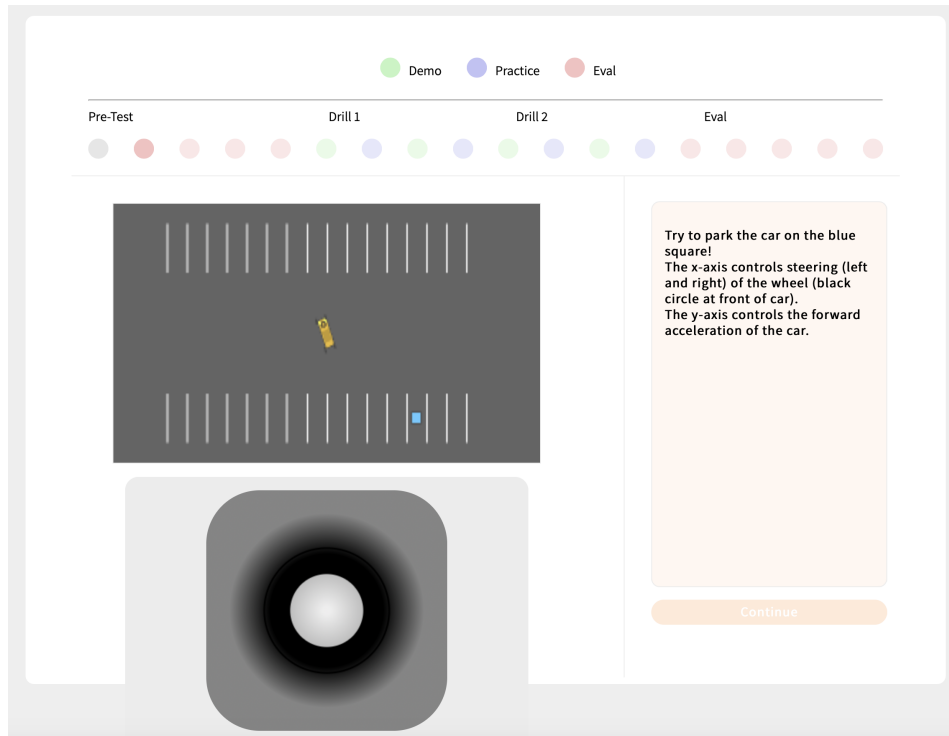 Demo Practice Eval
Pre-Test Drill 1 Drill 2 Eval
Try to park the car on the blue
square!
The x-axis controls steering (left
and right) of the wheel (black
circle at front of car).
The y-axis controls the forward
acceleration of the car.
Continue